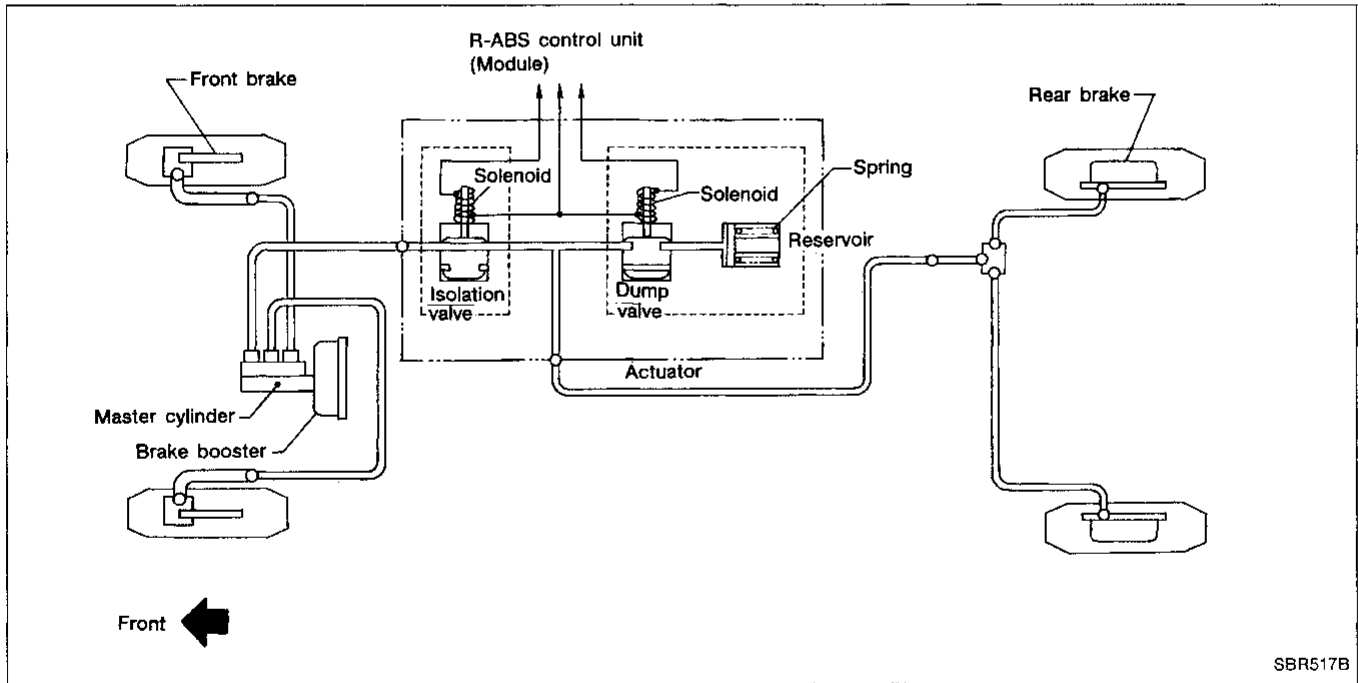 R-ABS control unit
(Module)
Front brake
Rear brake
Solenoid
Solenoid
Spring
Reservoir
Isolation
valve
Dump
valve
Actuator
Master cylinder
Brake booster
Front
SBR517B